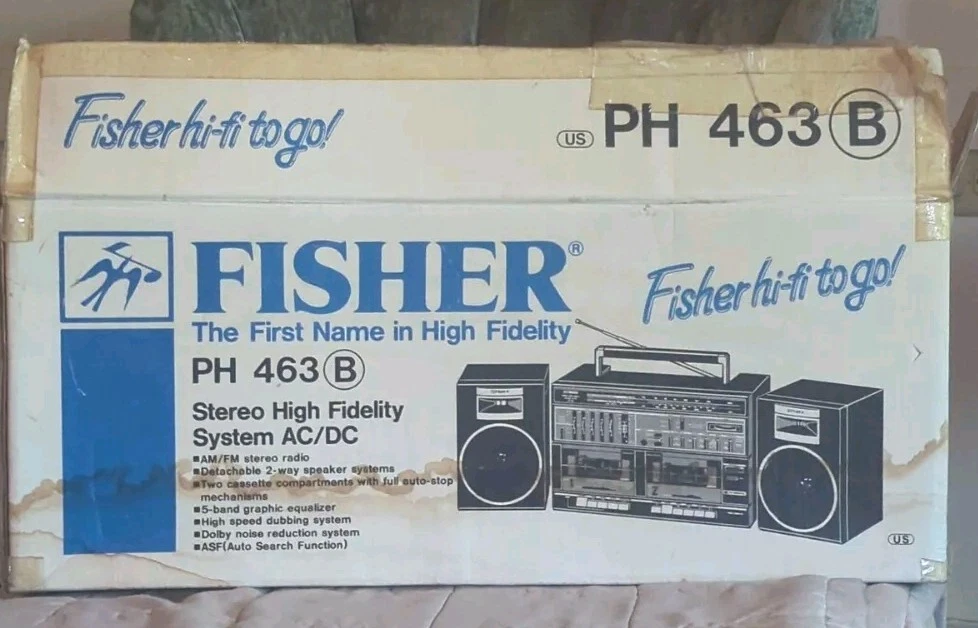 Fisher hi-fi to go!
US PH 463 B
FISHER®
The First Name in High Fidelity
Fisher hi-fi to go!
PH 463 B
Stereo High Fidelity
System AC/DC
■AM/FM stereo radio
■Detachable 2-way speaker systems
■Two cassette compartments with full auto-stop
mechanisms
■5-band graphic equalizer
■High speed dubbing system
■Dolby noise reduction system
■ASF(Auto Search Function)
2
US